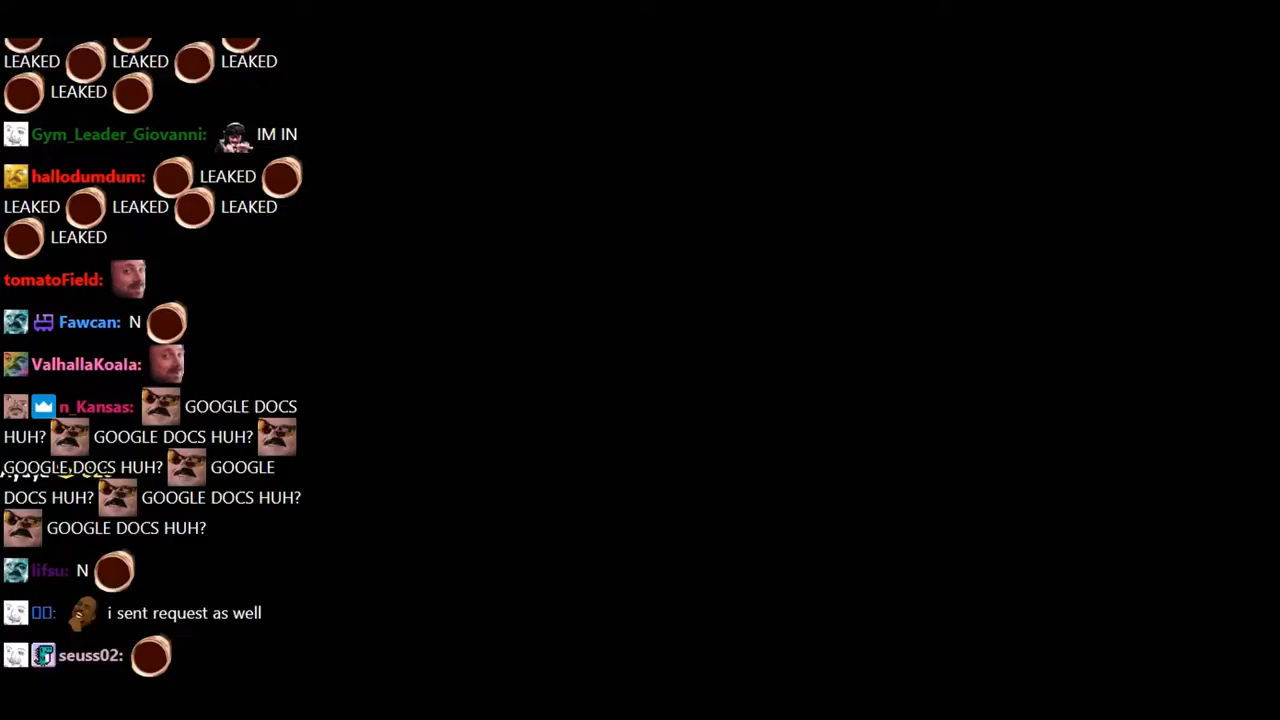 LEAKED LEAKED LEAKED
LEAKED
Gym_Leader_Giovanni: IM IN
hallodumdum: LEAKED
LEAKED LEAKED LEAKED
LEAKED
tomatoField:
Fawcan: N
ValhallaKoala:
n_Kansas: GOOGLE DOCS
HUH? GOOGLE DOCS HUH?
GOOGLE DOCS HUH? GOOGLE
DOCS HUH? GOOGLE DOCS HUH?
GOOGLE DOCS HUH?
lifsu: N
i sent request as well
seuss02: